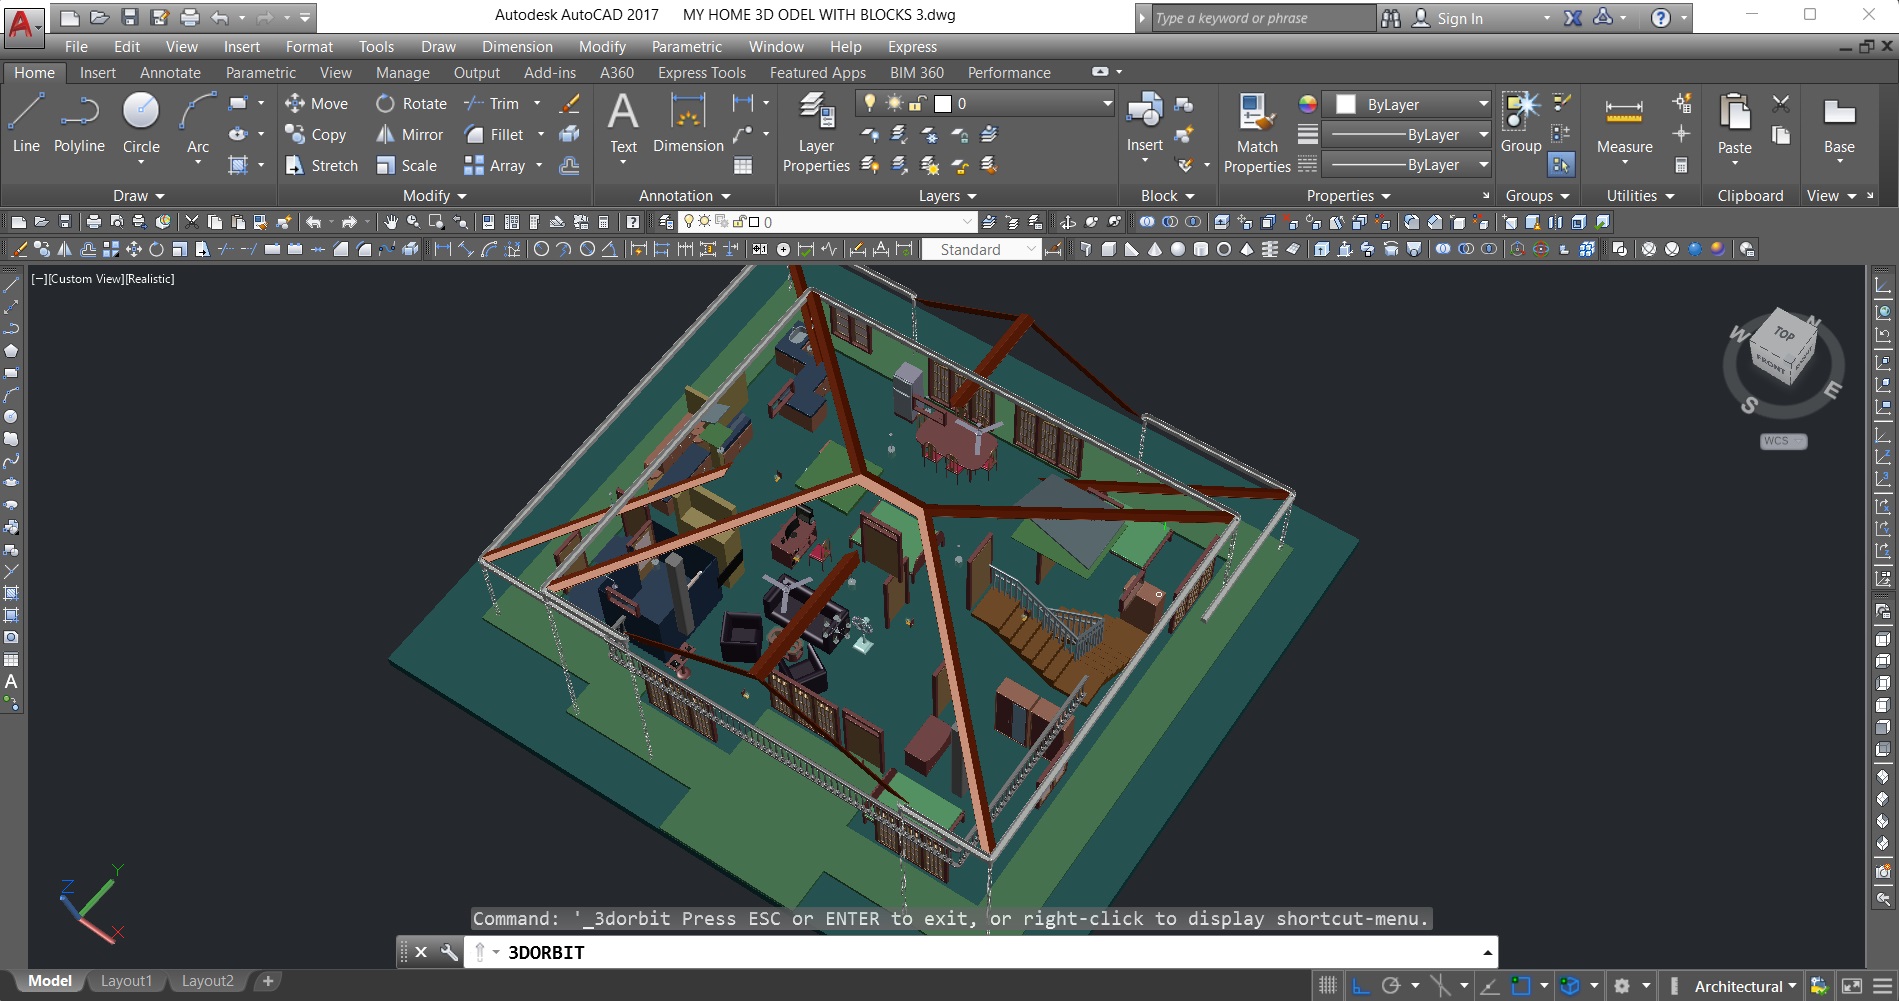 Autodesk AutoCAD 2017 MY HOME 3D ODEL WITH BLOCKS 3.dwg
Type a keyword or phrase
Sign In
File Edit View Insert Format Tools Draw Dimension Modify Parametric Window Help Express
Home Insert Annotate Parametric View Manage Output Add-ins A360 Express Tools Featured Apps BIM 360 Performance
Line Polyline Circle Arc
Move Rotate Trim
Copy Mirror Fillet
Stretch Scale Array
Text Dimension
Layer Properties
0
Insert
Match Properties
ByLayer
ByLayer
ByLayer
Group
Measure
Paste
Base
Draw Modify Annotation Layers Block Properties Groups Utilities Clipboard View
0
Standard
[−][Custom View][Realistic]
TOP
FRONT
N
W
E
S
WCS
Z
Y
X
Command: '_3dorbit Press ESC or ENTER to exit, or right-click to display shortcut-menu.
3DORBIT
Model Layout1 Layout2 +
Architectural